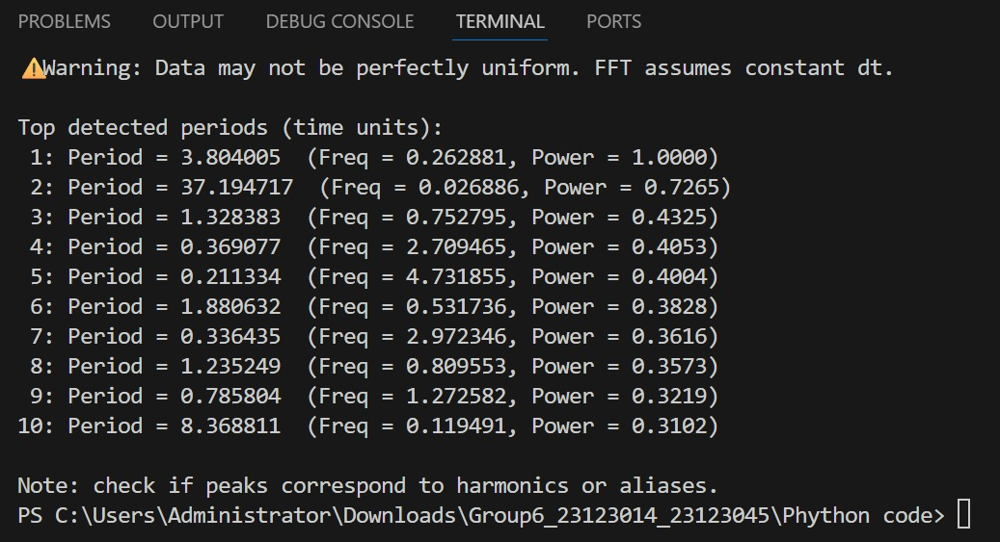 PROBLEMS OUTPUT DEBUG CONSOLE TERMINAL PORTS
⚠️Warning: Data may not be perfectly uniform. FFT assumes constant dt.
Top detected periods (time units):
1: Period = 3.804005 (Freq = 0.262881, Power = 1.0000)
2: Period = 37.194717 (Freq = 0.026886, Power = 0.7265)
3: Period = 1.328383 (Freq = 0.752795, Power = 0.4325)
4: Period = 0.369077 (Freq = 2.709465, Power = 0.4053)
5: Period = 0.211334 (Freq = 4.731855, Power = 0.4004)
6: Period = 1.880632 (Freq = 0.531736, Power = 0.3828)
7: Period = 0.336435 (Freq = 2.972346, Power = 0.3616)
8: Period = 1.235249 (Freq = 0.809553, Power = 0.3573)
9: Period = 0.785804 (Freq = 1.272582, Power = 0.3219)
10: Period = 8.368811 (Freq = 0.119491, Power = 0.3102)
Note: check if peaks correspond to harmonics or aliases.
PS C:\Users\Administrator\Downloads\Group6_23123014_23123045\Phython code>